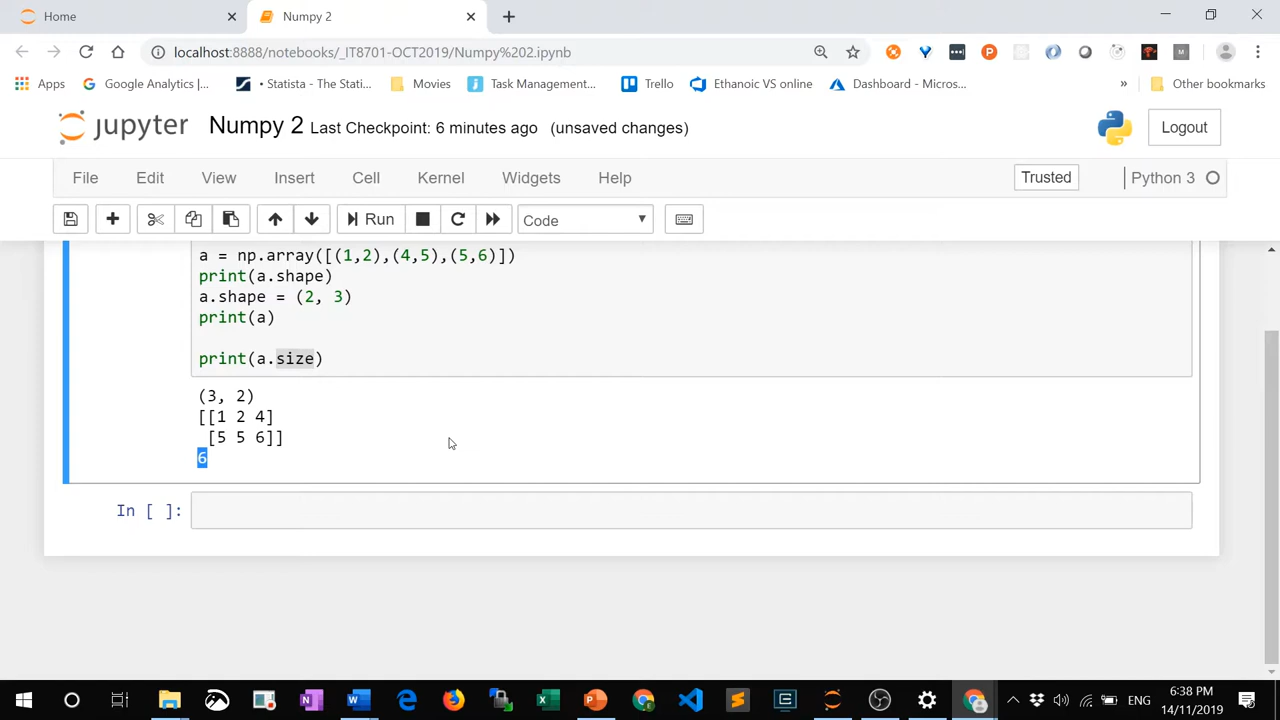 Home
Numpy 2
localhost:8888/notebooks/_IT8701-OCT2019/Numpy%202.ipynb
Apps Google Analytics |... • Statista - The Stati... Movies Task Management... Trello Ethanoic VS online Dashboard - Micros... » Other bookmarks
jupyter Numpy 2 Last Checkpoint: 6 minutes ago (unsaved changes) Logout
File Edit View Insert Cell Kernel Widgets Help Trusted Python 3
Run Code
a = np.array([(1,2),(4,5),(5,6)])
print(a.shape)
a.shape = (2, 3)
print(a)
print(a.size)
(3, 2)
[[1 2 4]
[5 5 6]]
6
In [ ]:
ENG
6:38 PM
14/11/2019